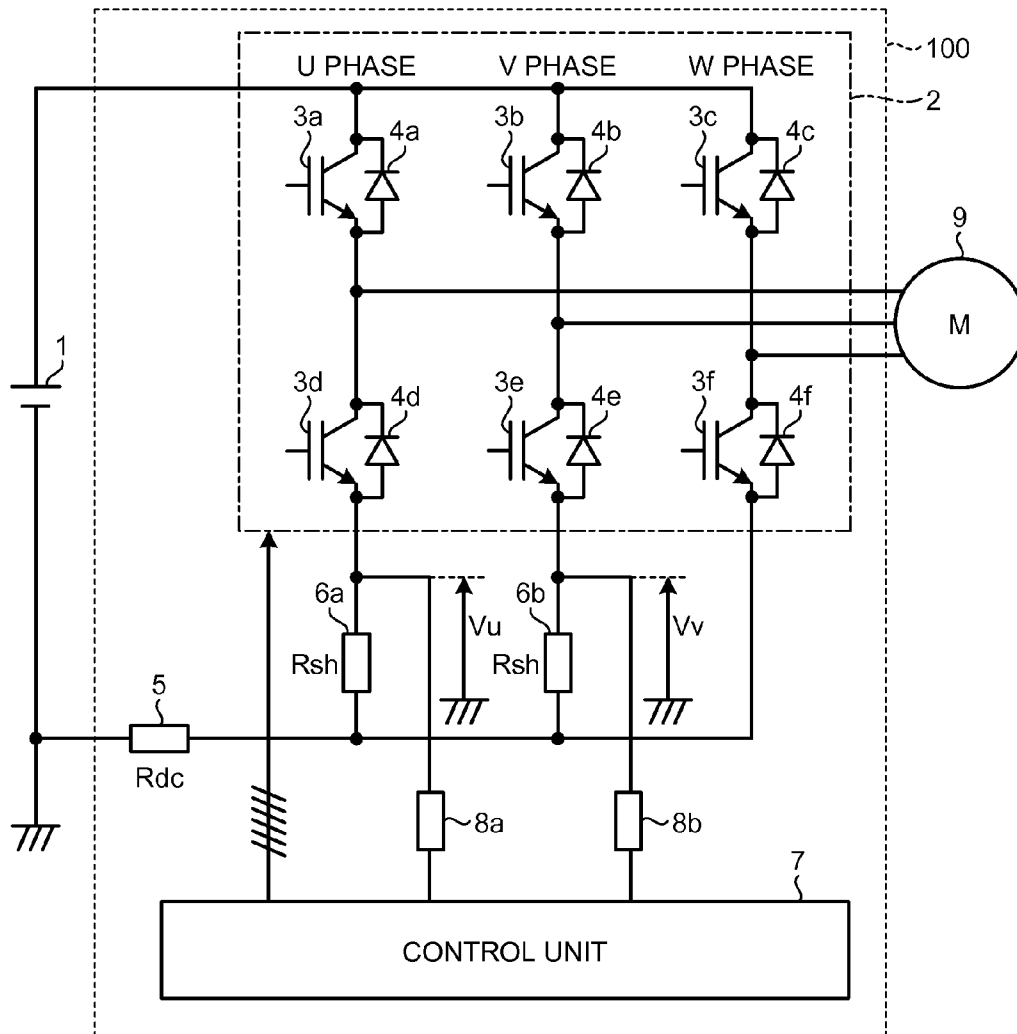 100
U PHASE V PHASE W PHASE
2
3a 4a 3b 4b 3c 4c
9
M
1
3d 4d 3e 4e 3f 4f
6a Vu 6b Vv
Rsh Rsh
5
Rdc
8a 8b
7
CONTROL UNIT